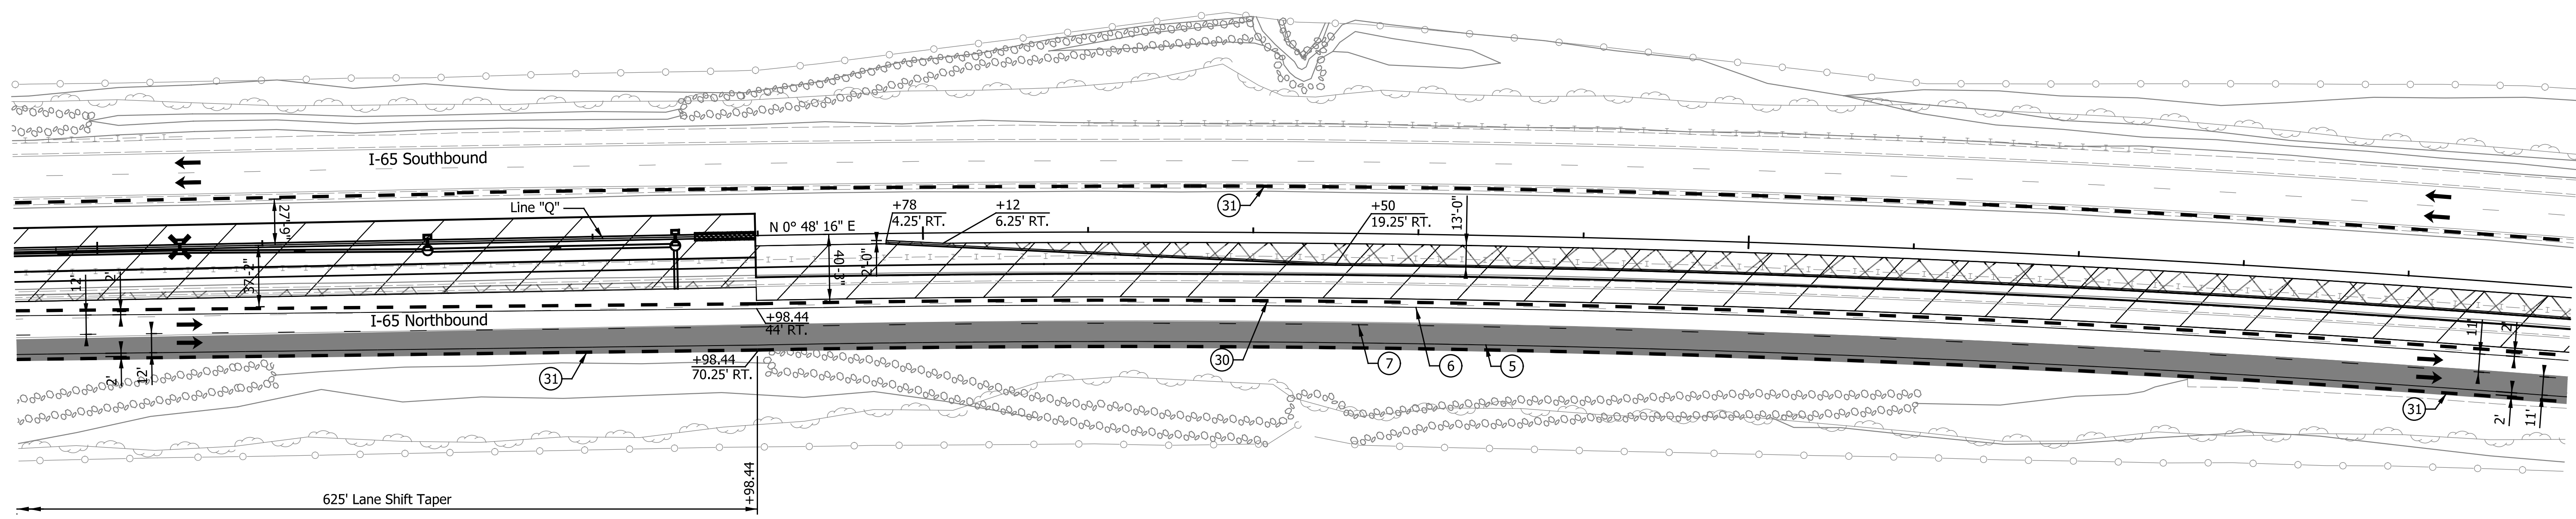 I-65 Southbound
27'-6"
Line "Q"
N 0° 48' 16" E
+78
4.25' RT.
+12
6.25' RT.
31
+50
19.25' RT.
13'-0"
12'
2'
37'-2"
40'-3"
2'-0"
I-65 Northbound
+98.44
44' RT.
+98.44
70.25' RT.
2'
12'
31
30
7
6
5
11'
2'
31
2'
11'
625' Lane Shift Taper
+98.44